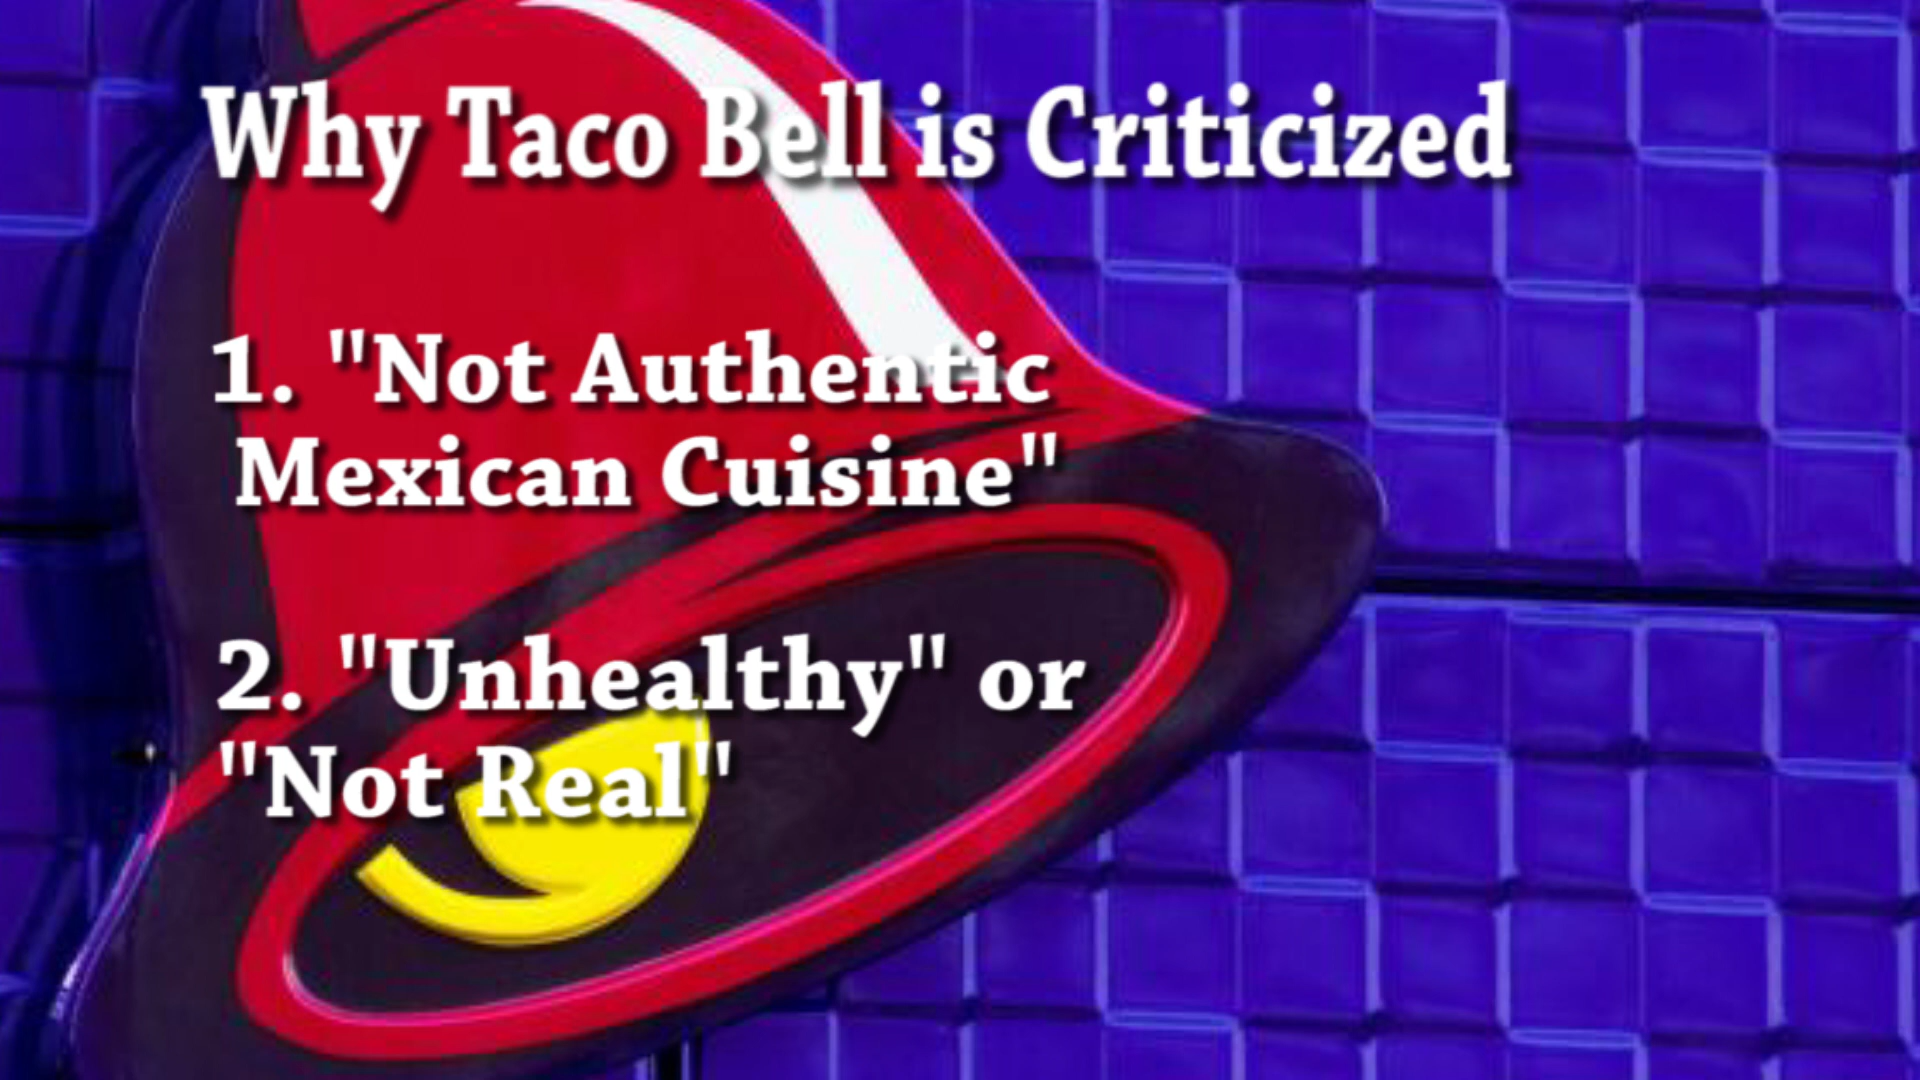 Why Taco Bell is Criticized
1. "Not Authentic
Mexican Cuisine"
2. "Unhealthy" or
"Not Real"